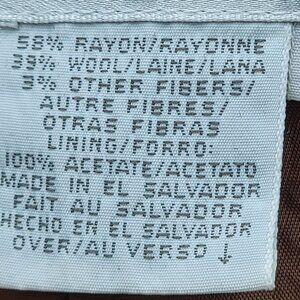 58% RAYON/RAYONNE
39% WOOL/LAINE/LANA
3% OTHER FIBERS/
AUTRE FIBRES/
OTRAS FIBRAS
LINING/FORRO:
100% ACETATE/ACETATO
MADE IN EL SALVADOR
FAIT AU SALVADOR
HECHO EN EL SALVADOR
OVER/AU VERSO ↓